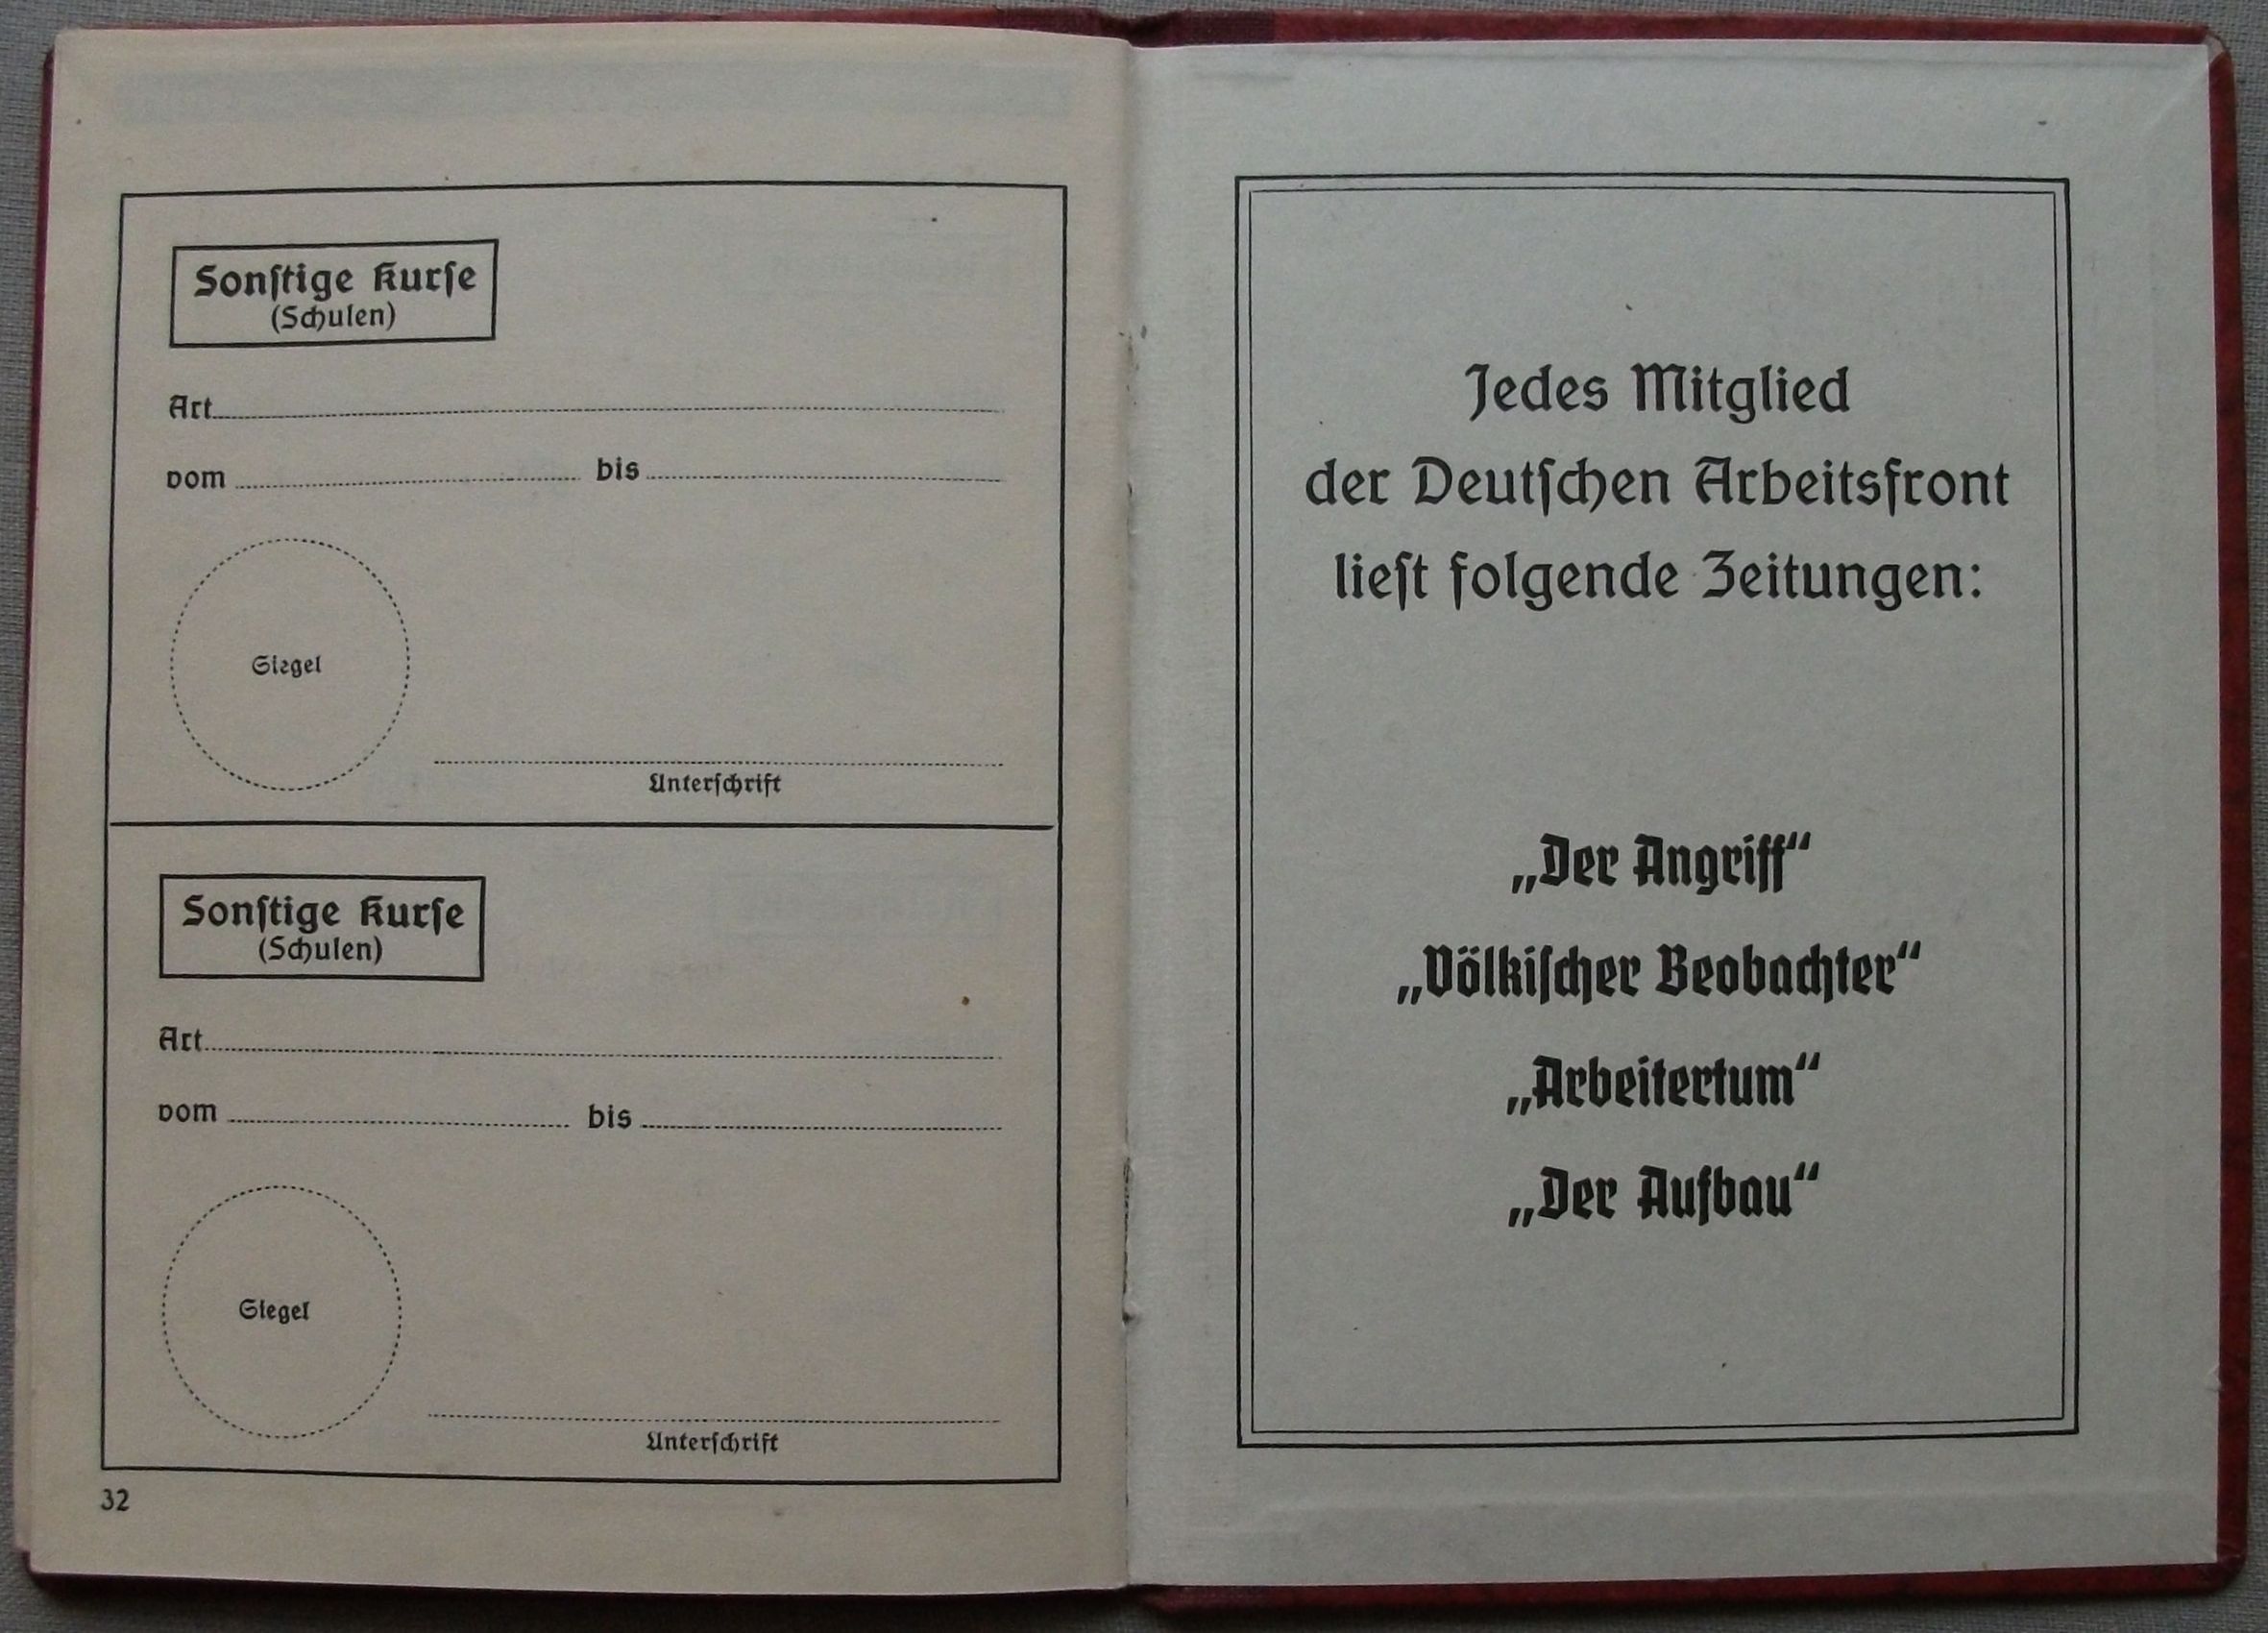 Sonſtige Kurſe
(Schulen)
Art
vom bis
Siegel
Unterſchrift
Sonſtige Kurſe
(Schulen)
Art
vom bis
Siegel
Unterſchrift
32
Jedes Mitglied
der Deutſchen Arbeitsfront
lieſt folgende Zeitungen:
„Der Angriff“
„Völkiſcher Beobachter“
„Arbeitertum“
„Der Aufbau“